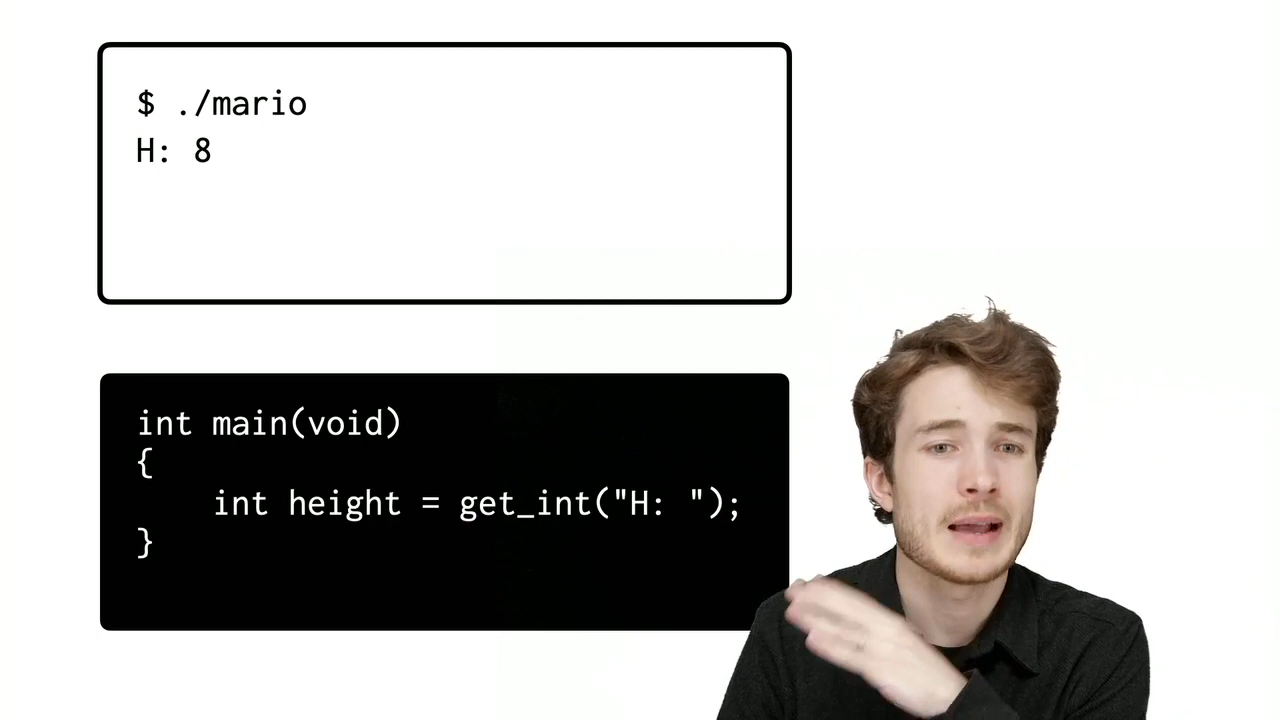 $ ./mario
H: 8
int main(void)
{
    int height = get_int("H: ");
}